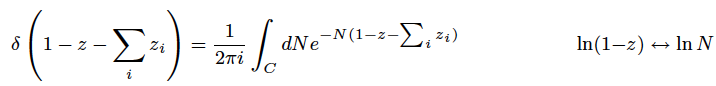 δ(1 − z − ∑_i z_i) = \frac{1}{2πi} ∫_C dN e^{−N(1−z−∑_i z_i)}    ln(1−z) ↔ ln N